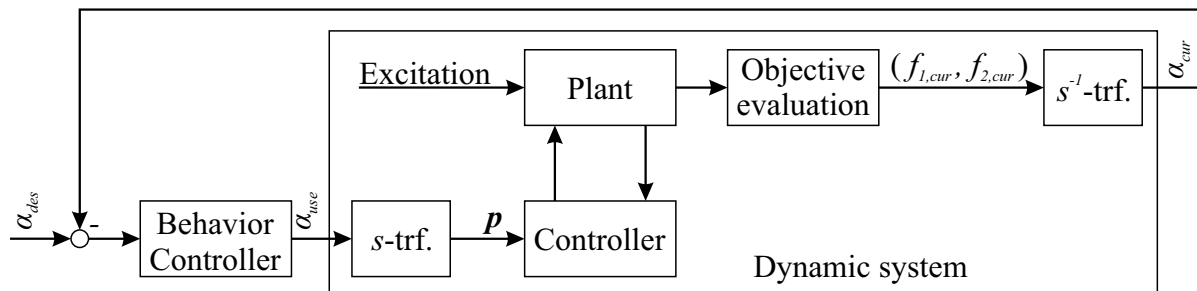 α_cur
Excitation
Plant
Objective
evaluation
(f_1,cur, f_2,cur)
s^-1-trf.
α_des
-
Behavior
Controller
α_use
s-trf.
p
Controller
Dynamic system